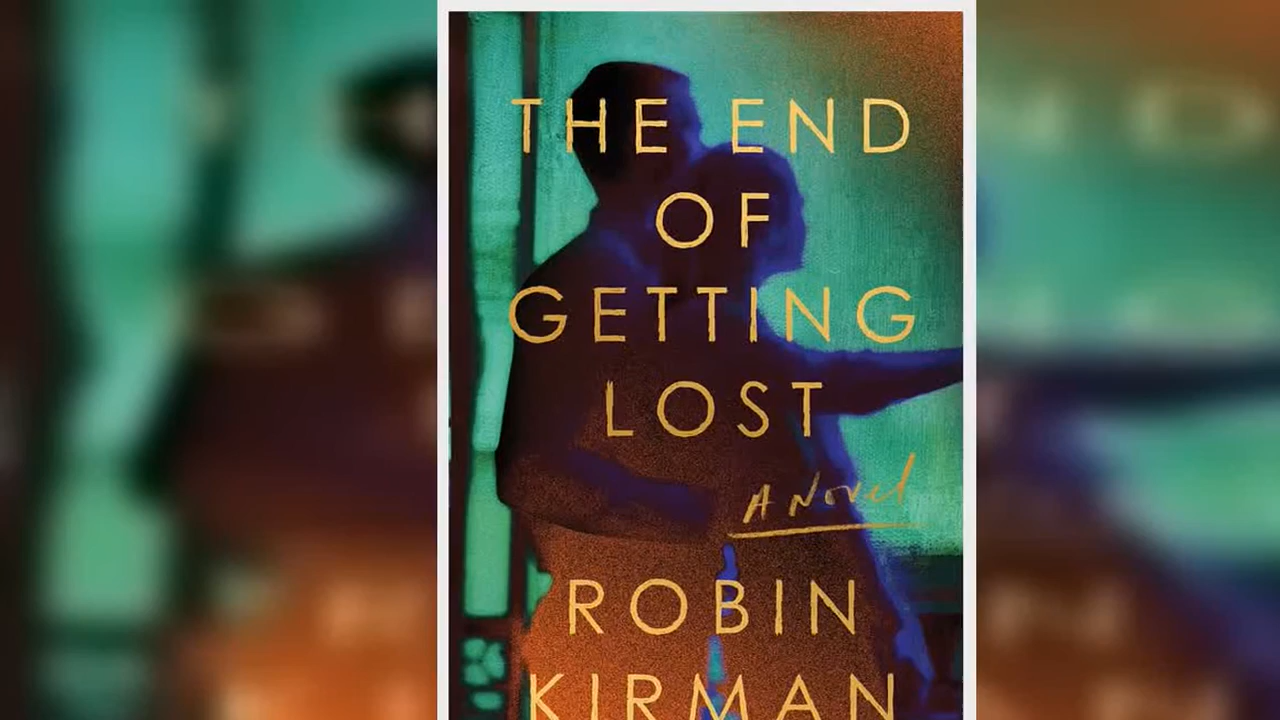 THE END
OF
GETTING
LOST
A Novel
ROBIN
KIRMAN